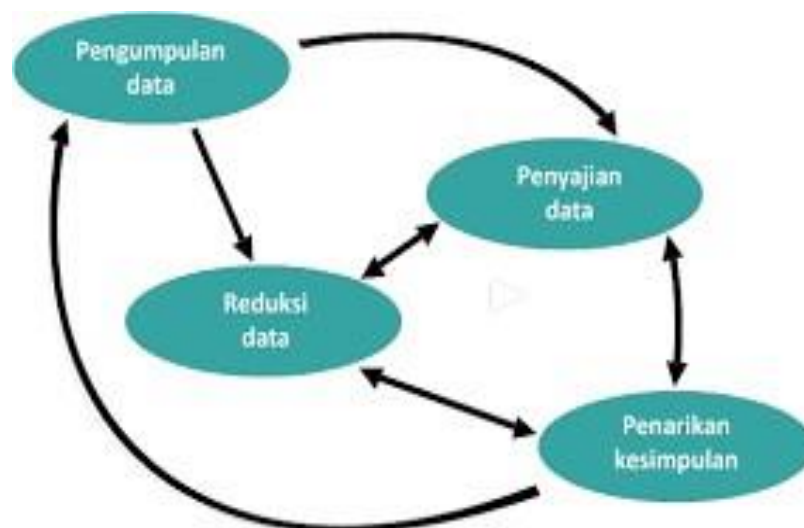 Pengumpulan
data
Penyajian
data
Reduksi
data
Penarikan
kesimpulan